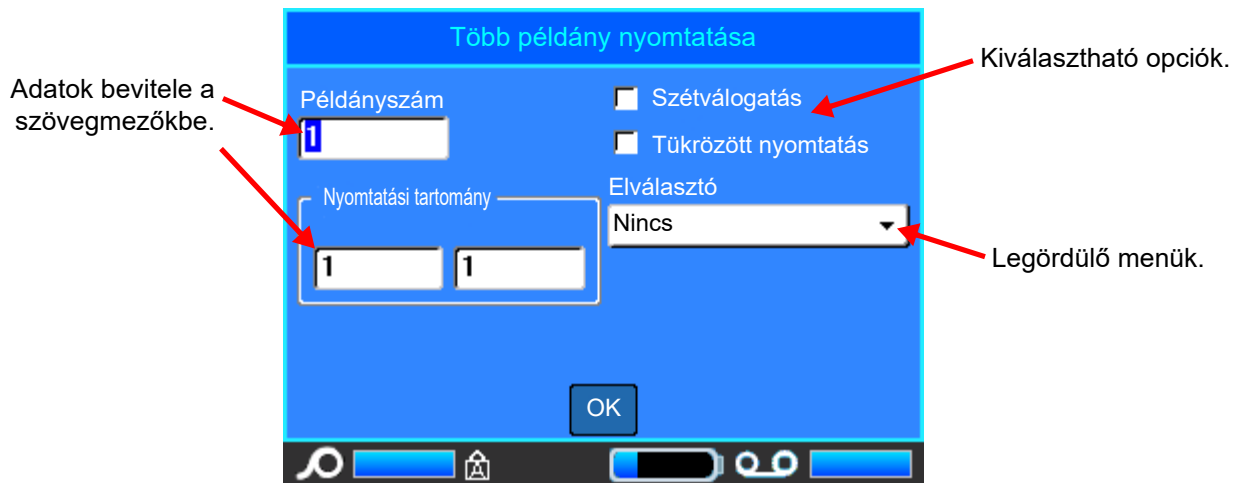 Több példány nyomtatása
Kiválasztható opciók.
Adatok bevitele a
szövegmezőkbe.
Példányszám
1
Szétválogatás
Tükrözött nyomtatás
Nyomtatási tartomány
1
1
Elválasztó
Nincs
Legördülő menük.
OK
A